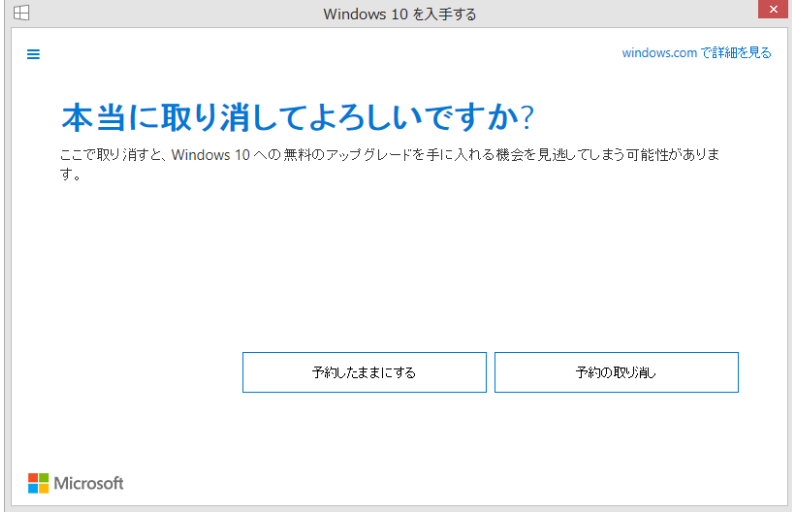 Windows 10 を入手する
windows.com で詳細を見る
本当に取り消してよろしいですか?
ここで取り消すと、Windows 10 への無料のアップグレードを手に入れる機会を見逃してしまう可能性がありま
す。
予約したままにする
予約の取り消し
Microsoft